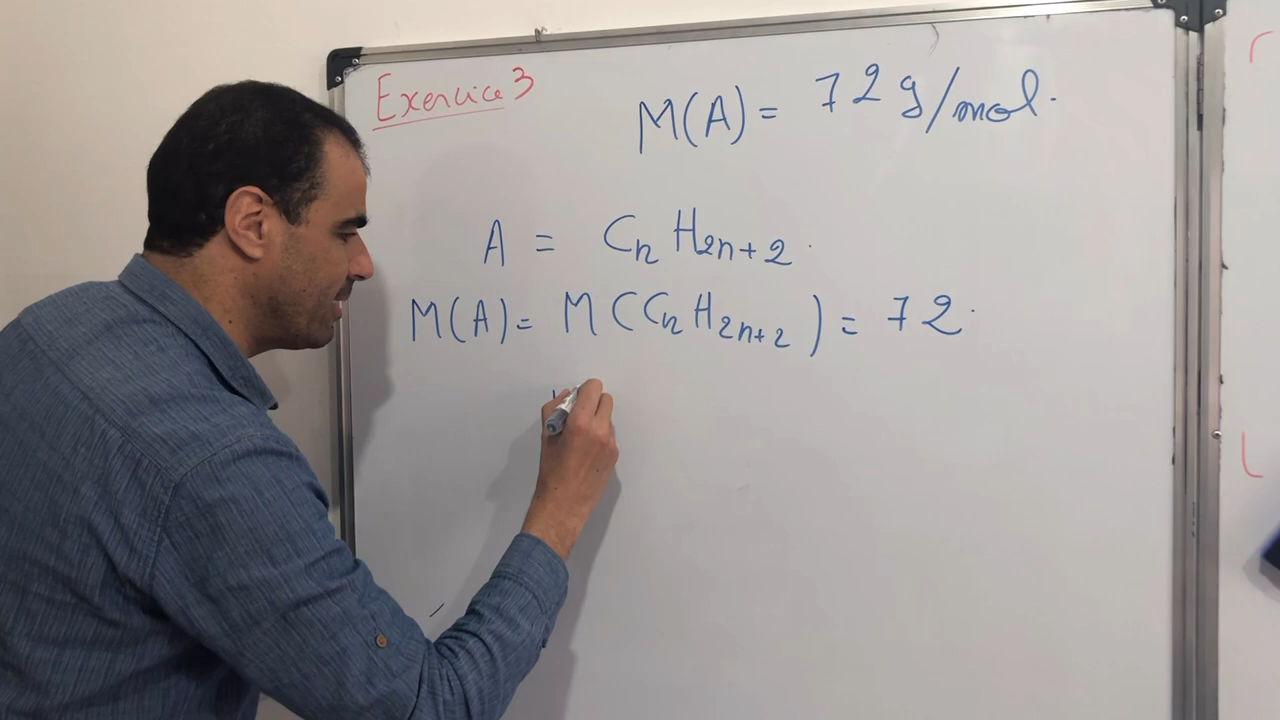 Exercice 3
M(A) = 72 g/mol.
A = CnH2n+2.
M(A) = M(CnH2n+2) = 72.